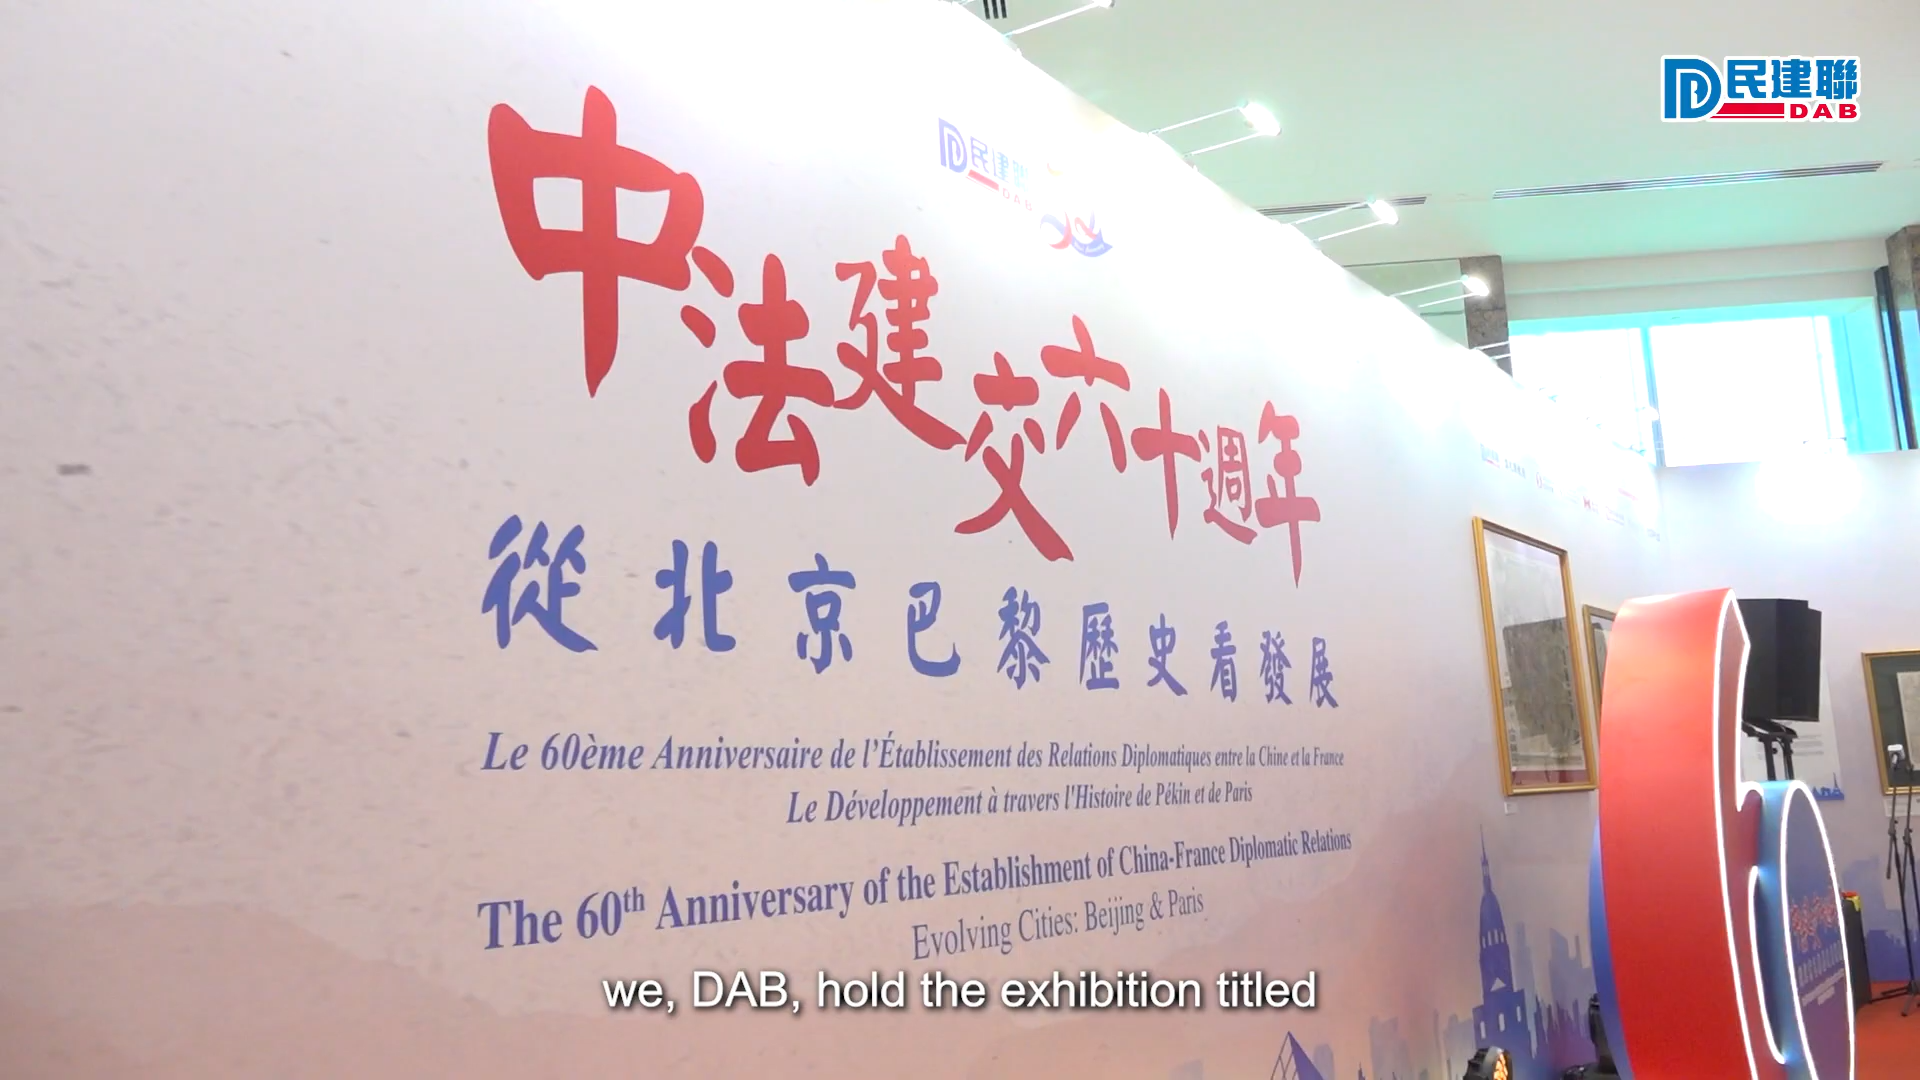 民建聯
DAB
民建聯
DAB
中法建交六十週年
從北京巴黎歷史看發展
Le 60ème Anniversaire de l'Établissement des Relations Diplomatiques entre la Chine et la France
Le Développement à travers l'Histoire de Pékin et de Paris
The 60th Anniversary of the Establishment of China-France Diplomatic Relations
Evolving Cities: Beijing & Paris
we, DAB, hold the exhibition titled